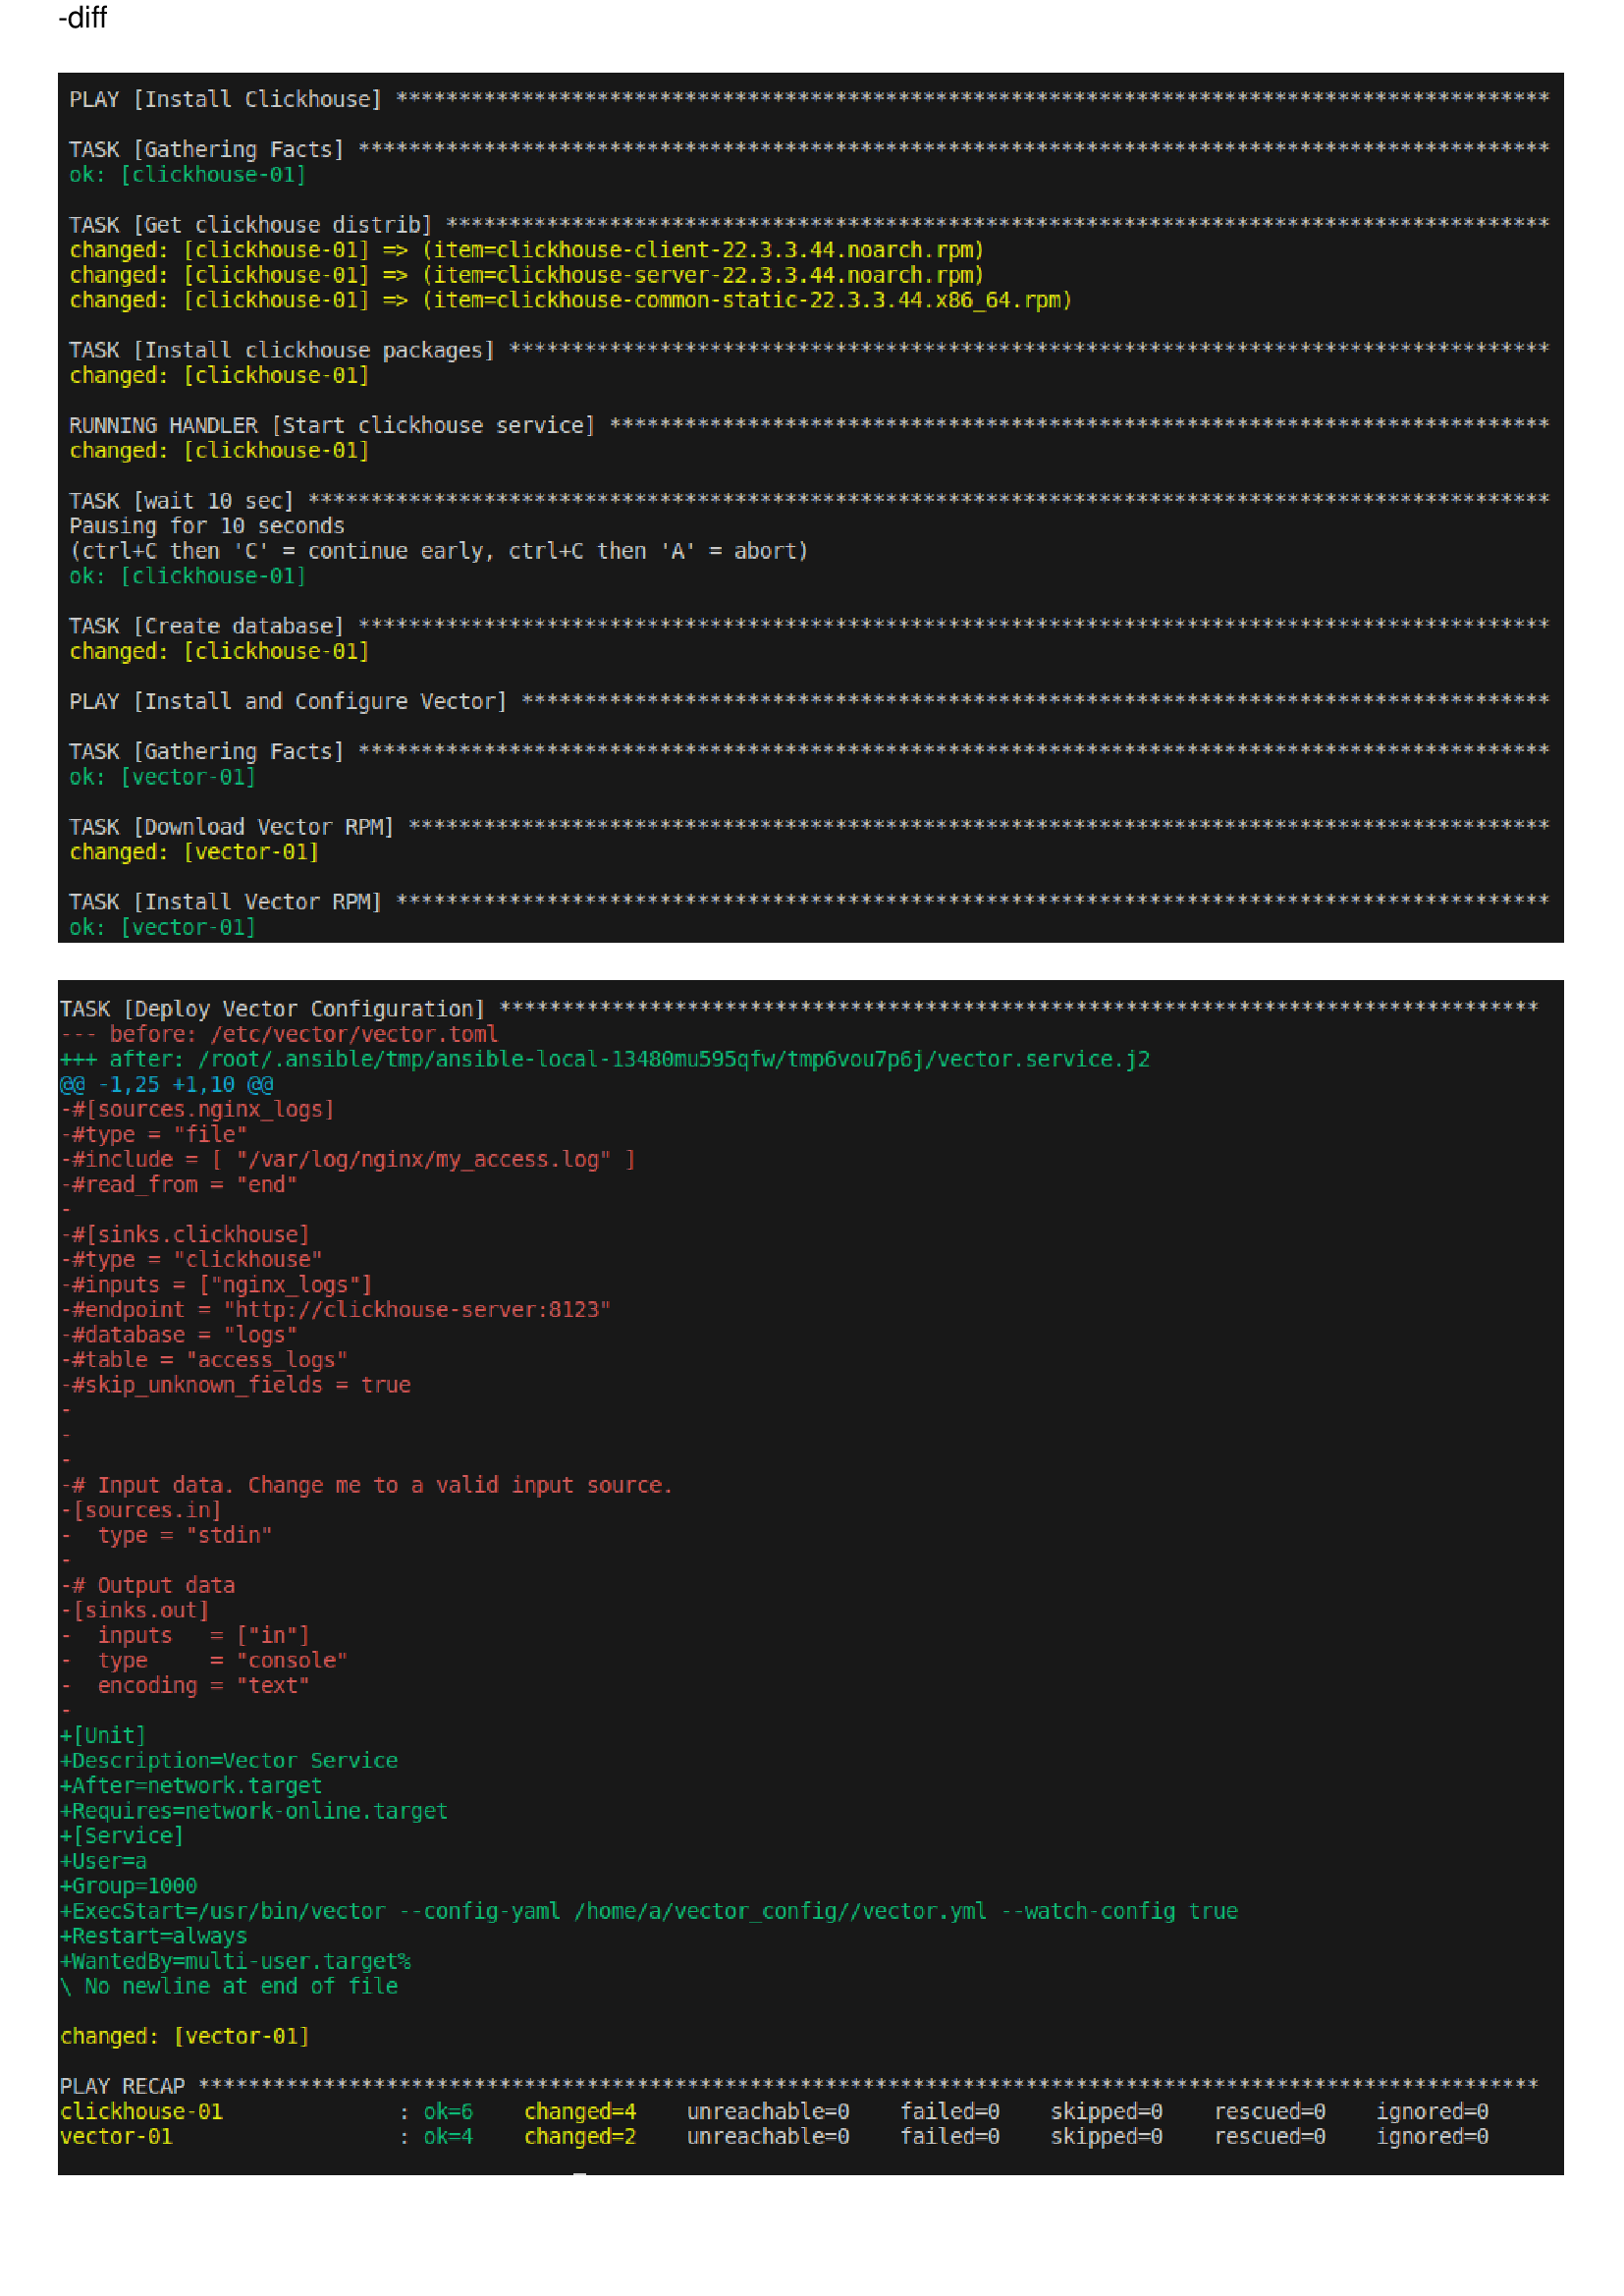 -diff
PLAY [Install Clickhouse] ********************************************************************************************
TASK [Gathering Facts] ***********************************************************************************************
ok: [clickhouse-01]
TASK [Get clickhouse distrib] ****************************************************************************************
changed: [clickhouse-01] => (item=clickhouse-client-22.3.3.44.noarch.rpm)
changed: [clickhouse-01] => (item=clickhouse-server-22.3.3.44.noarch.rpm)
changed: [clickhouse-01] => (item=clickhouse-common-static-22.3.3.44.x86_64.rpm)
TASK [Install clickhouse packages] ***********************************************************************************
changed: [clickhouse-01]
RUNNING HANDLER [Start clickhouse service] ***************************************************************************
changed: [clickhouse-01]
TASK [wait 10 sec] ***************************************************************************************************
Pausing for 10 seconds
(ctrl+C then 'C' = continue early, ctrl+C then 'A' = abort)
ok: [clickhouse-01]
TASK [Create database] ***********************************************************************************************
changed: [clickhouse-01]
PLAY [Install and Configure Vector] **********************************************************************************
TASK [Gathering Facts] ***********************************************************************************************
ok: [vector-01]
TASK [Download Vector RPM] *******************************************************************************************
changed: [vector-01]
TASK [Install Vector RPM] ********************************************************************************************
ok: [vector-01]
TASK [Deploy Vector Configuration] ***********************************************************************************
--- before: /etc/vector/vector.toml
+++ after: /root/.ansible/tmp/ansible-local-13480mu595qfw/tmp6vou7p6j/vector.service.j2
@@ -1,25 +1,10 @@
-#[sources.nginx_logs]
-#type = "file"
-#include = [ "/var/log/nginx/my_access.log" ]
-#read_from = "end"
-
-#[sinks.clickhouse]
-#type = "clickhouse"
-#inputs = ["nginx_logs"]
-#endpoint = "http://clickhouse-server:8123"
-#database = "logs"
-#table = "access_logs"
-#skip_unknown_fields = true
-
-
-
-# Input data. Change me to a valid input source.
-[sources.in]
-  type = "stdin"
-
-# Output data
-[sinks.out]
-  inputs   = ["in"]
-  type     = "console"
-  encoding = "text"
-
+[Unit]
+Description=Vector Service
+After=network.target
+Requires=network-online.target
+[Service]
+User=a
+Group=1000
+ExecStart=/usr/bin/vector --config-yaml /home/a/vector_config//vector.yml --watch-config true
+Restart=always
+WantedBy=multi-user.target%
\ No newline at end of file
changed: [vector-01]
PLAY RECAP ***********************************************************************************************************
clickhouse-01              : ok=6    changed=4    unreachable=0    failed=0    skipped=0    rescued=0    ignored=0
vector-01                  : ok=4    changed=2    unreachable=0    failed=0    skipped=0    rescued=0    ignored=0